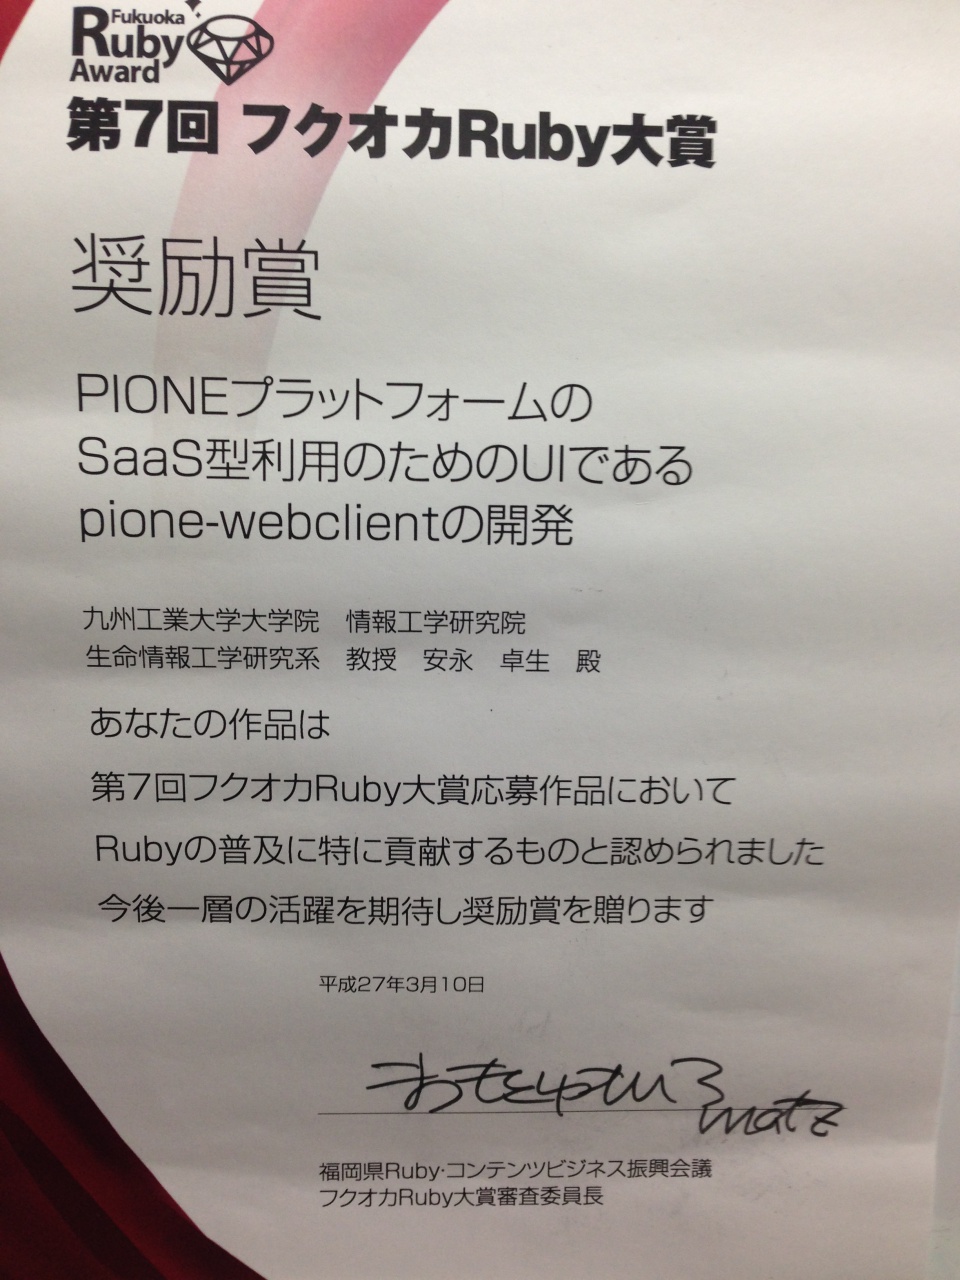 Fukuoka
Ruby
Award
第7回 フクオカRuby大賞
奨励賞
PIONEプラットフォームの
SaaS型利用のためのUIである
pione-webclientの開発
九州工業大学大学院　情報工学研究院
生命情報工学研究系　教授　安永　卓生　殿
あなたの作品は
第7回フクオカRuby大賞応募作品において
Rubyの普及に特に貢献するものと認められました
今後一層の活躍を期待し奨励賞を贈ります
平成27年3月10日
まつもとゆきひろ
matz
福岡県Ruby・コンテンツビジネス振興会議
フクオカRuby大賞審査委員長